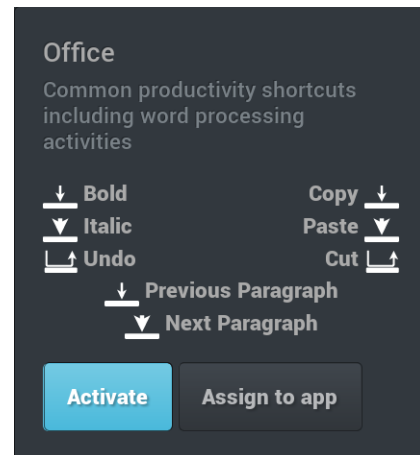 Office
Common productivity shortcuts
including word processing
activities
Bold Copy
Italic Paste
Undo Cut
Previous Paragraph
Next Paragraph
Activate Assign to app